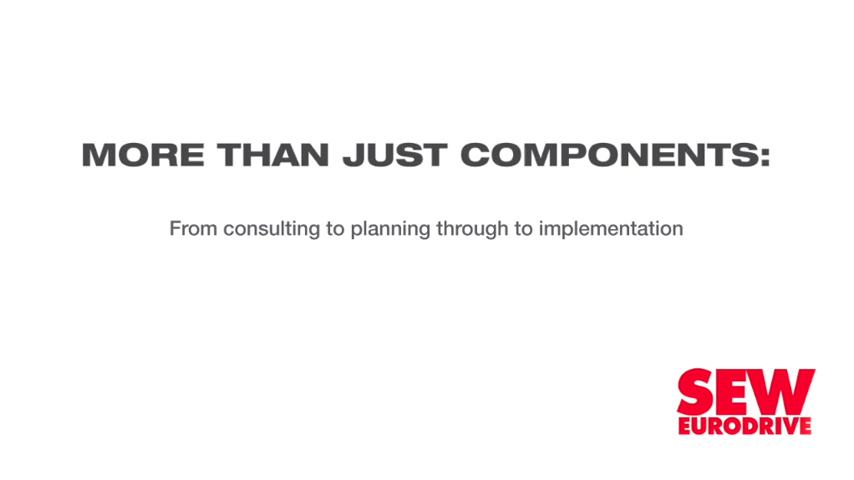 MORE THAN JUST COMPONENTS:
From consulting to planning through to implementation
SEW
EURODRIVE